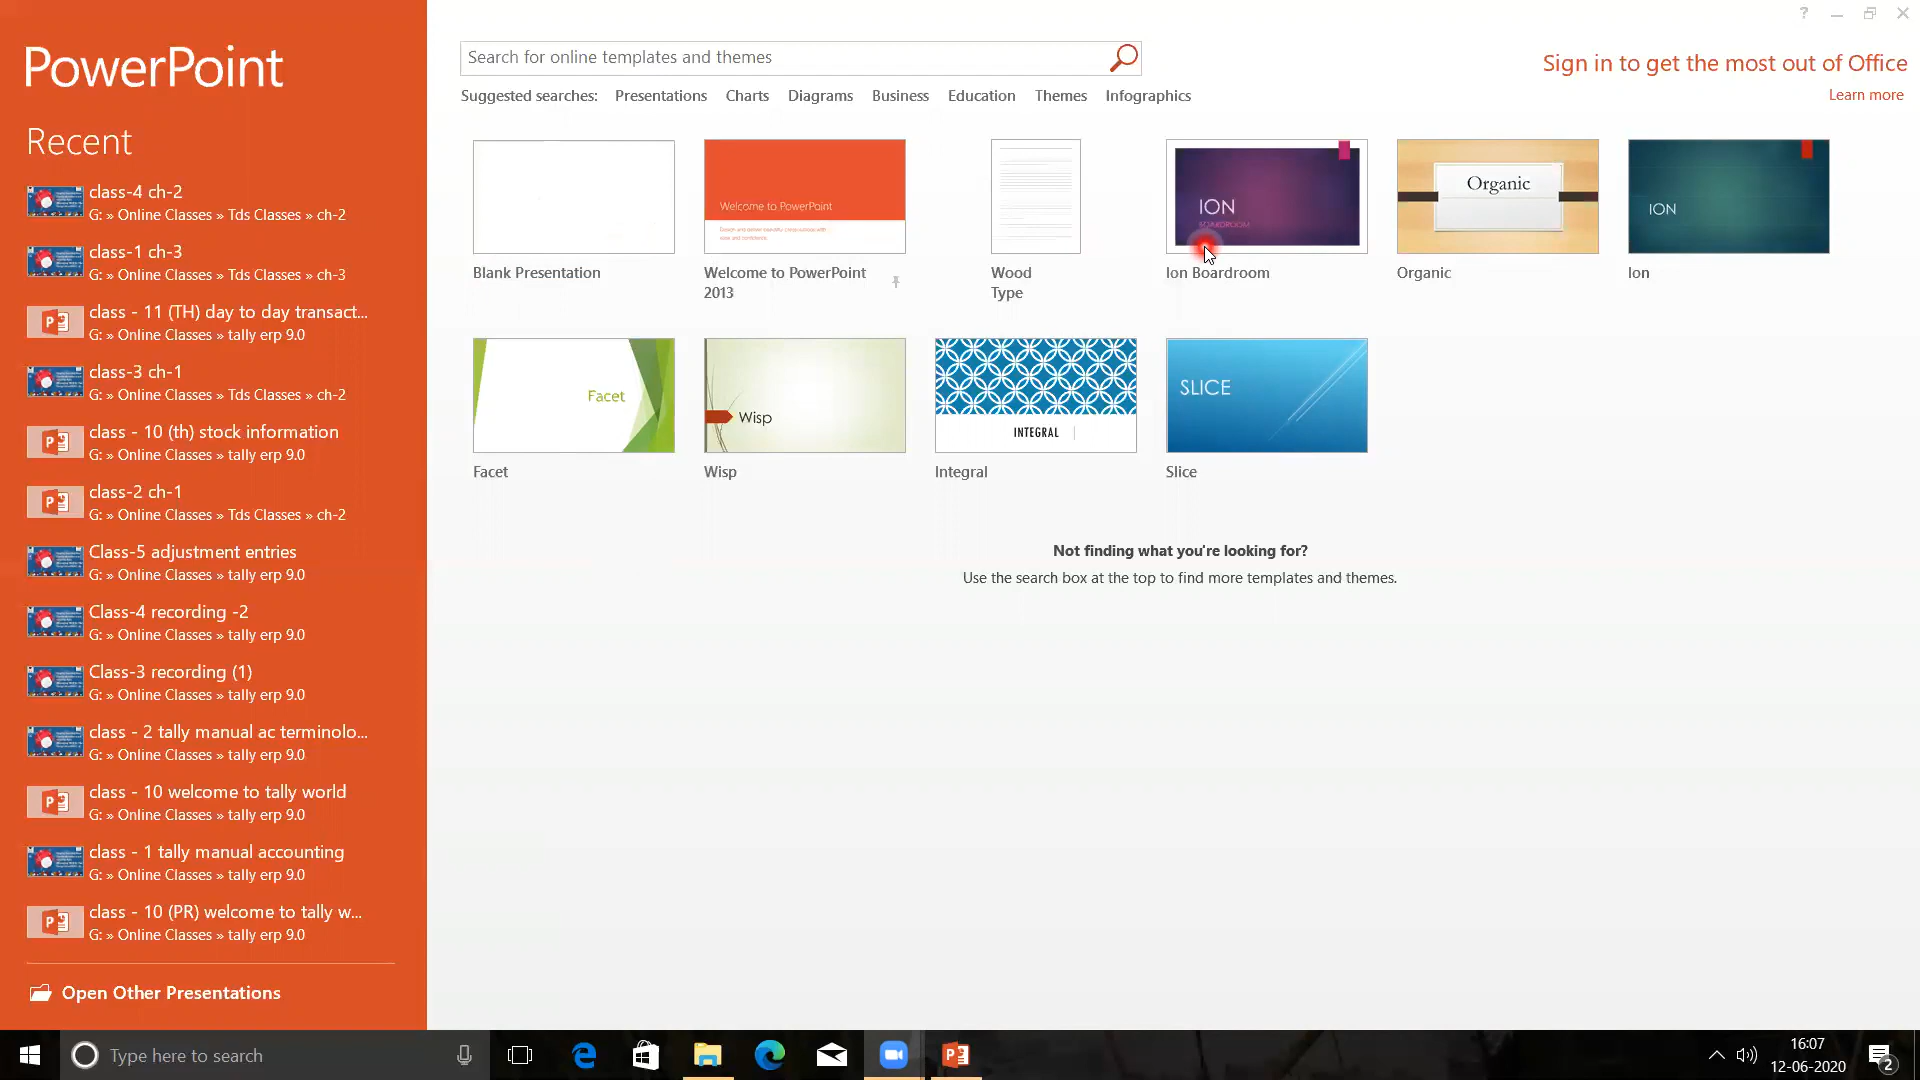 PowerPoint
Recent
class-4 ch-2
G: » Online Classes » Tds Classes » ch-2
class-1 ch-3
G: » Online Classes » Tds Classes » ch-3
class - 11 (TH) day to day transact...
G: » Online Classes » tally erp 9.0
class-3 ch-1
G: » Online Classes » Tds Classes » ch-2
class - 10 (th) stock information
G: » Online Classes » tally erp 9.0
class-2 ch-1
G: » Online Classes » Tds Classes » ch-2
Class-5 adjustment entries
G: » Online Classes » tally erp 9.0
Class-4 recording -2
G: » Online Classes » tally erp 9.0
Class-3 recording (1)
G: » Online Classes » tally erp 9.0
class - 2 tally manual ac terminolo...
G: » Online Classes » tally erp 9.0
class - 10 welcome to tally world
G: » Online Classes » tally erp 9.0
class - 1 tally manual accounting
G: » Online Classes » tally erp 9.0
class - 10 (PR) welcome to tally w...
G: » Online Classes » tally erp 9.0
Open Other Presentations
Search for online templates and themes
Sign in to get the most out of Office
Learn more
Suggested searches: Presentations Charts Diagrams Business Education Themes Infographics
Welcome to PowerPoint
ION
BOARDROOM
Organic
ION
Blank Presentation
Welcome to PowerPoint
2013
Wood
Type
Ion Boardroom
Organic
Ion
Facet
Wisp
INTEGRAL
SLICE
Facet
Wisp
Integral
Slice
Not finding what you're looking for?
Use the search box at the top to find more templates and themes.
Type here to search
16:07
12-06-2020
2